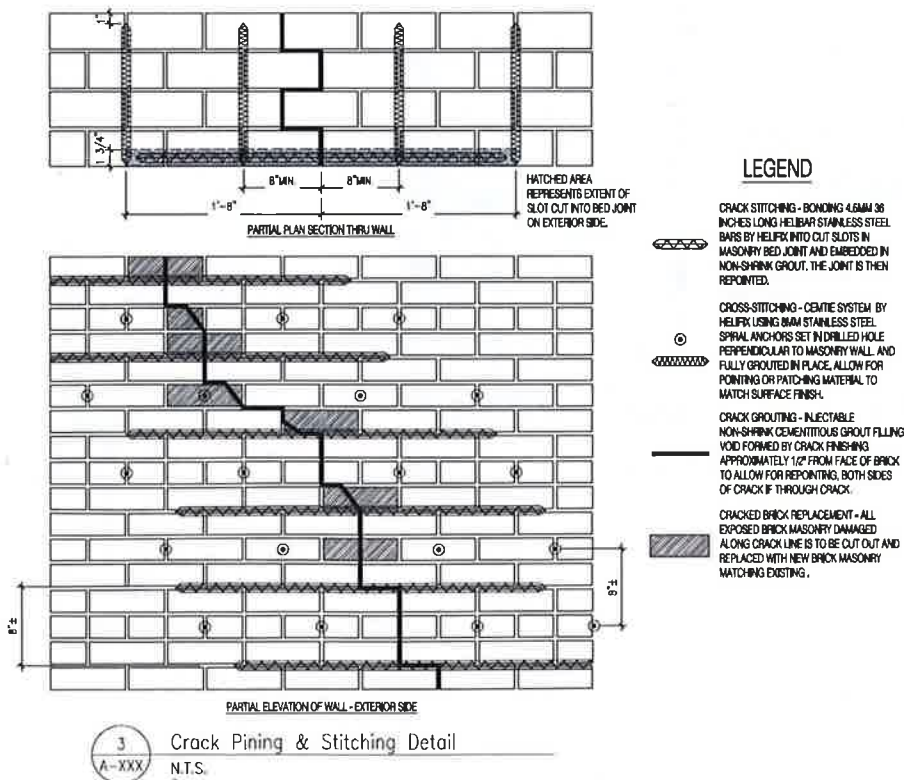 1"
1 3/4"
8"MIN.
8"MIN.
1'-8"
1'-8"
PARTIAL PLAN SECTION THRU WALL
HATCHED AREA
REPRESENTS EXTENT OF
SLOT CUT INTO BED JOINT
ON EXTERIOR SIDE.
8"±
8"±
PARTIAL ELEVATION OF WALL - EXTERIOR SIDE
LEGEND
CRACK STITCHING - BONDING 4.5MM 36
INCHES LONG HELIBAR STAINLESS STEEL
BARS BY HELIFIX INTO CUT SLOTS IN
MASONRY BED JOINT AND EMBEDDED IN
NON-SHRINK GROUT. THE JOINT IS THEN
REPOINTED.
CROSS-STITCHING - CEMTIE SYSTEM BY
HELIFIX USING 8MM STAINLESS STEEL
SPIRAL ANCHORS SET IN DRILLED HOLE
PERPENDICULAR TO MASONRY WALL AND
FULLY GROUTED IN PLACE, ALLOW FOR
POINTING OR PATCHING MATERIAL TO
MATCH SURFACE FINISH.
CRACK GROUTING - INJECTABLE
NON-SHRINK CEMENTITIOUS GROUT FILLING
VOID FORMED BY CRACK FINISHING
APPROXIMATELY 1/2" FROM FACE OF BRICK
TO ALLOW FOR REPOINTING, BOTH SIDES
OF CRACK IF THROUGH CRACK.
CRACKED BRICK REPLACEMENT - ALL
EXPOSED BRICK MASONRY DAMAGED
ALONG CRACK LINE IS TO BE CUT OUT AND
REPLACED WITH NEW BRICK MASONRY
MATCHING EXISTING.
3
A-XXX
Crack Pining & Stitching Detail
N.T.S.